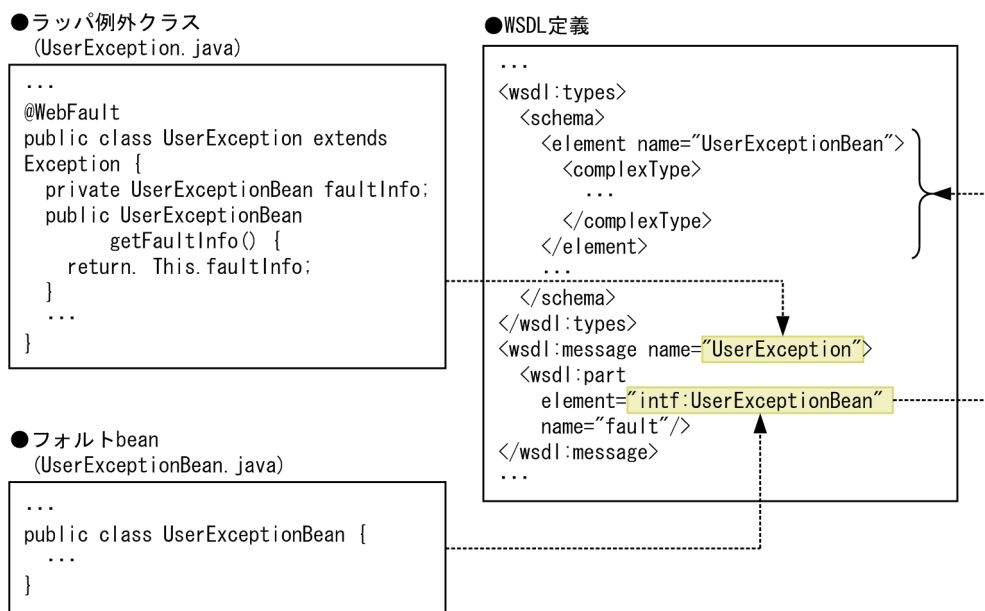 ●ラッパ例外クラス
(UserException.java)
...
@WebFault
public class UserException extends
Exception {
private UserExceptionBean faultInfo;
public UserExceptionBean
getFaultInfo() {
return. This.faultInfo;
}
...
}
●フォルトbean
(UserExceptionBean.java)
...
public class UserExceptionBean {
...
}
●WSDL定義
...
<wsdl:types>
<schema>
<element name="UserExceptionBean">
<complexType>
...
</complexType>
</element>
...
</schema>
</wsdl:types>
<wsdl:message name="UserException">
<wsdl:part
element="intf:UserExceptionBean"
name="fault"/>
</wsdl:message>
...